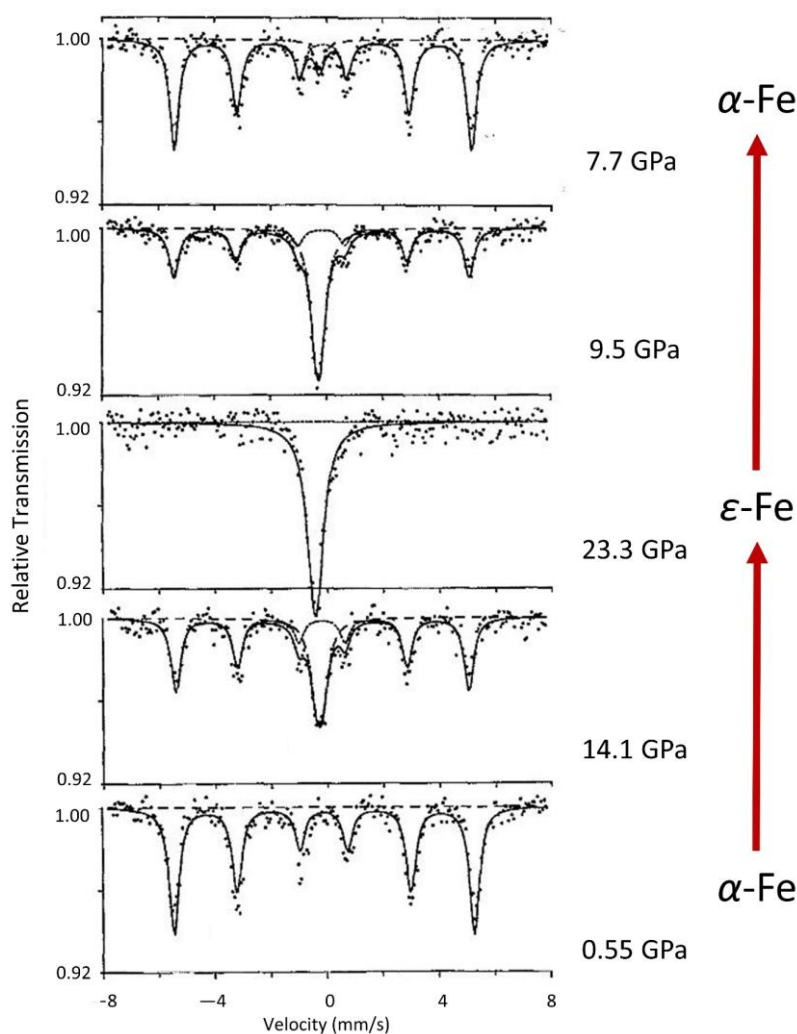 1.00
0.92
7.7 GPa
α-Fe
1.00
0.92
9.5 GPa
1.00
0.92
23.3 GPa
ε-Fe
1.00
0.92
14.1 GPa
1.00
0.92
0.55 GPa
α-Fe
−8 −4 0 4 8
Velocity (mm/s)
Relative Transmission